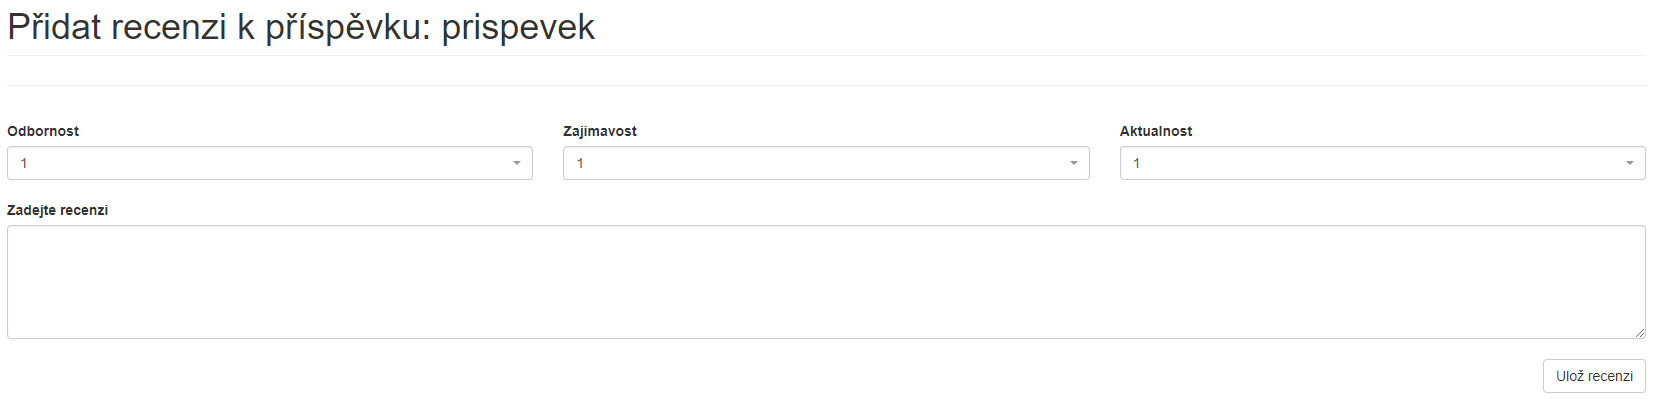 Přidat recenzi k příspěvku: prispevek
Odbornost Zajimavost Aktualnost
1 1 1
Zadejte recenzi
Ulož recenzi